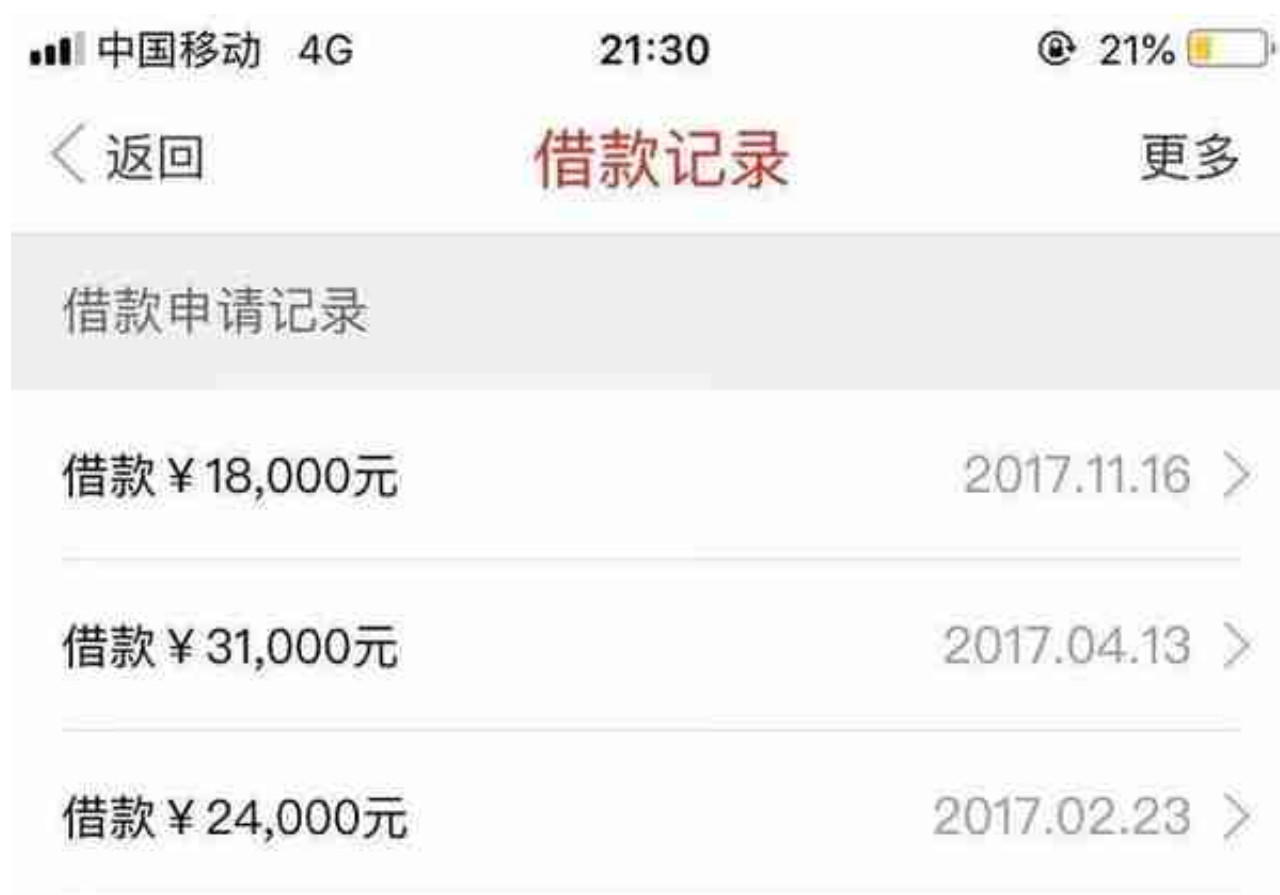 中国移动 4G 21:30 21%
返回 借款记录 更多
借款申请记录
借款￥18,000元 2017.11.16
借款￥31,000元 2017.04.13
借款￥24,000元 2017.02.23